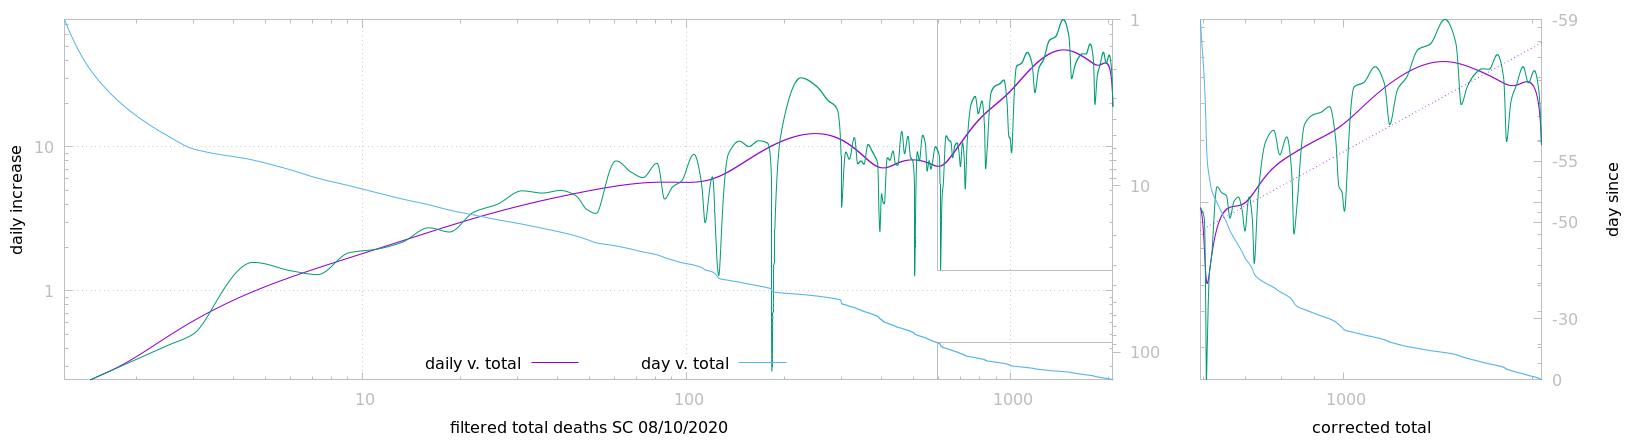 daily increase
10
1
daily v. total
day v. total
10
100
1000
filtered total deaths SC 08/10/2020
1
10
100
1000
corrected total
-59
-55
-50
-30
0
day since